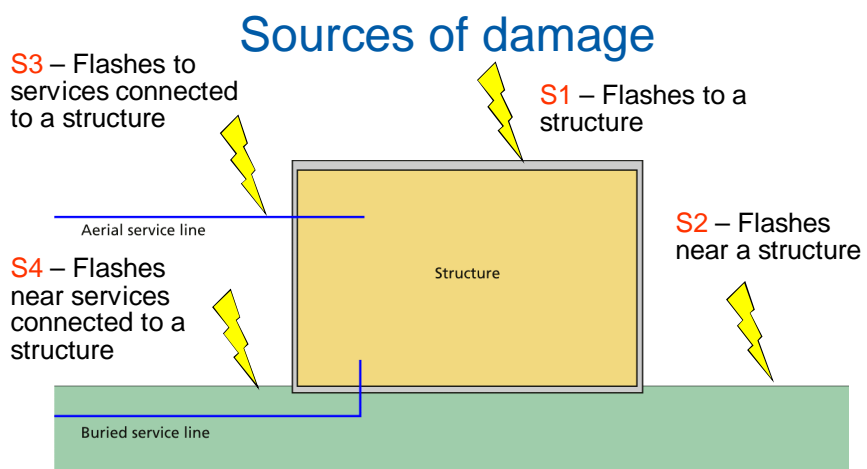 Sources of damage
S3 – Flashes to
services connected
to a structure
S1 – Flashes to a
structure
Aerial service line
S2 – Flashes
near a structure
S4 – Flashes
near services
connected to a
structure
Structure
Buried service line